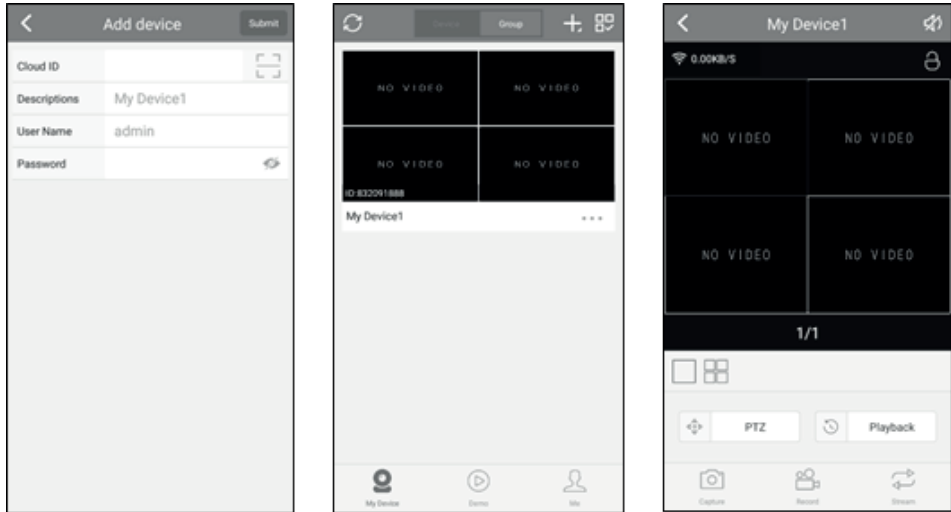 Add device
Submit
Cloud ID
Descriptions My Device1
User Name admin
Password
Device Group
NO VIDEO NO VIDEO
NO VIDEO NO VIDEO
ID:832091888
My Device1
My Device Demo Me
My Device1
0.00KB/S
NO VIDEO NO VIDEO
NO VIDEO NO VIDEO
1/1
PTZ Playback
Capture Record Stream